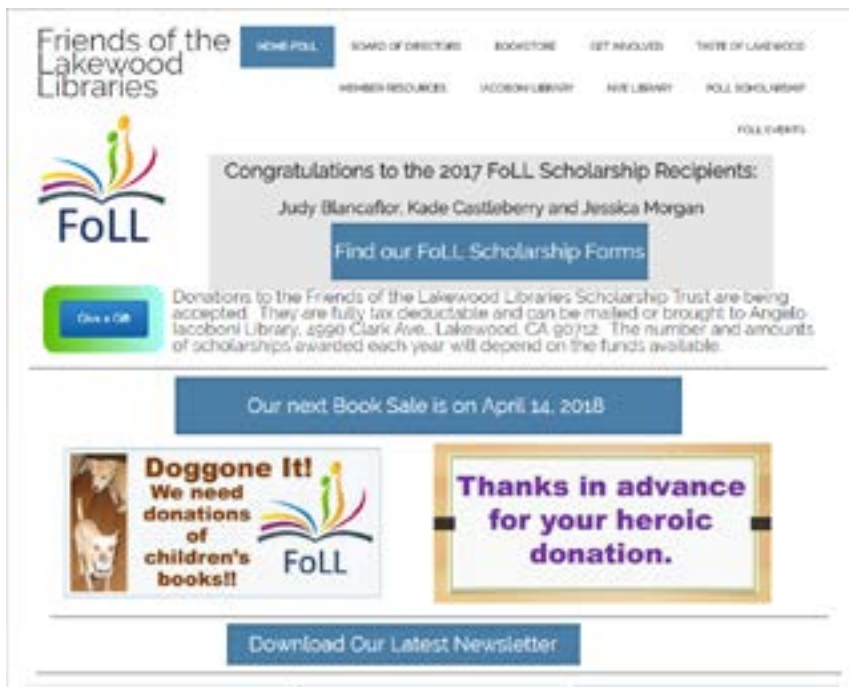 Friends of the
Lakewood
Libraries
HOME-FOLL
BOARD OF DIRECTORS
BOOKSTORE
GET INVOLVED
TASTE OF LAKEWOOD
MEMBER RESOURCES
IACOBONI LIBRARY
NYE LIBRARY
FOLL SCHOLARSHIP
FOLL EVENTS
FoLL
Congratulations to the 2017 FoLL Scholarship Recipients:
Judy Blancaflor, Kade Castleberry and Jessica Morgan
Find our FoLL Scholarship Forms
Give a Gift
Donations to the Friends of the Lakewood Libraries Scholarship Trust are being
accepted. They are fully tax deductable and can be mailed or brought to Angelo
Iacoboni Library, 4990 Clark Ave., Lakewood, CA 90712. The number and amounts
of scholarships awarded each year will depend on the funds available.
Our next Book Sale is on April 14, 2018
Doggone It!
We need
donations
of
children's
books!!
FoLL
Thanks in advance
for your heroic
donation.
Download Our Latest Newsletter